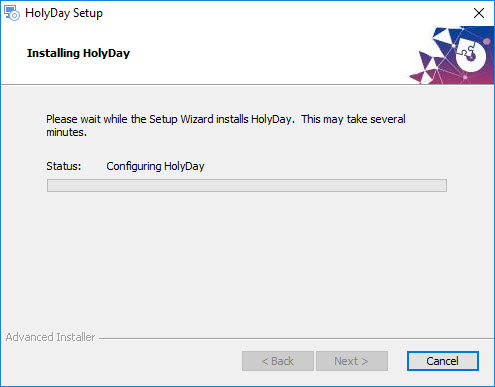 HolyDay Setup
Installing HolyDay
Please wait while the Setup Wizard installs HolyDay.  This may take several
minutes.
Status: Configuring HolyDay
Advanced Installer
< Back Next > Cancel